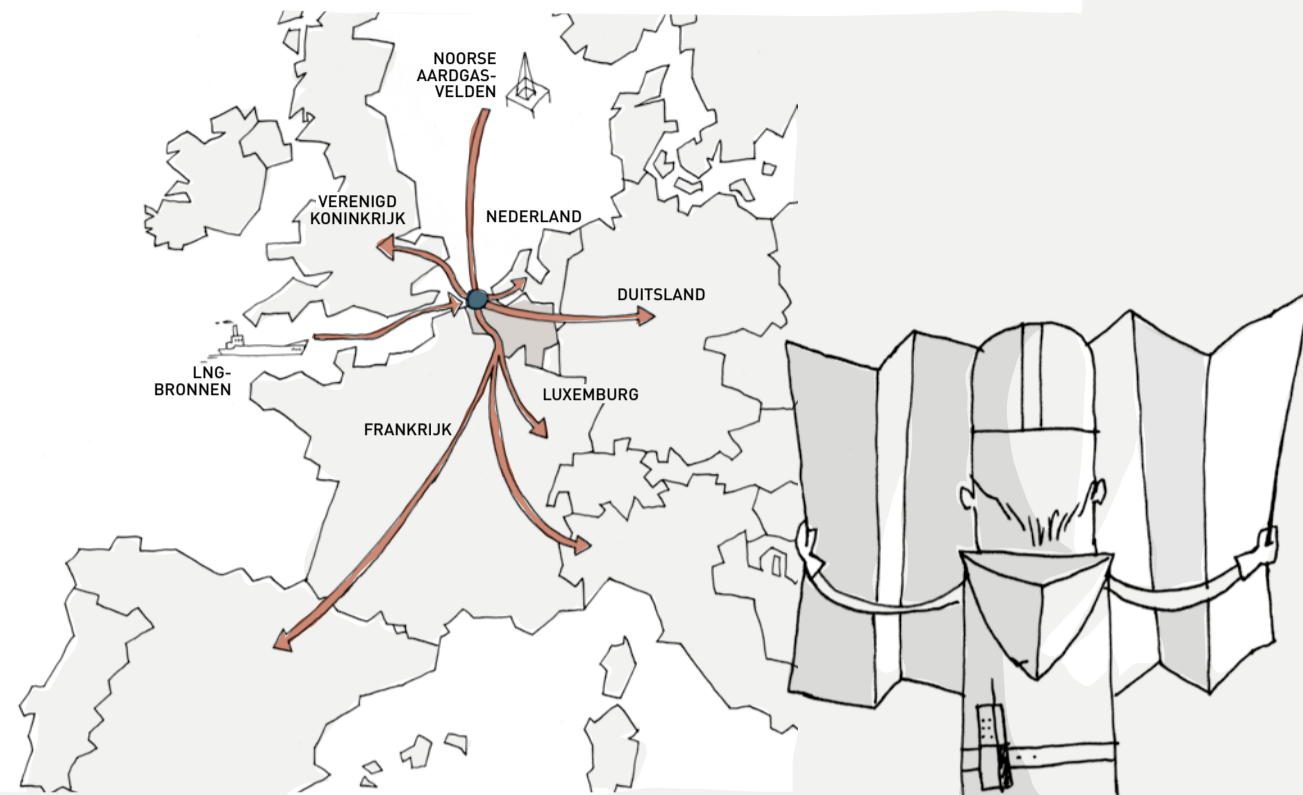 NOORSE
AARDGAS-
VELDEN
VERENIGD
KONINKRIJK
NEDERLAND
DUITSLAND
LNG-
BRONNEN
LUXEMBURG
FRANKRIJK